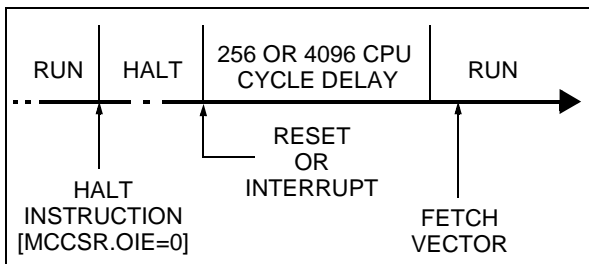 RUN
HALT
256 OR 4096 CPU
CYCLE DELAY
RUN
RESET
OR
INTERRUPT
HALT
INSTRUCTION
[MCCSR.OIE=0]
FETCH
VECTOR